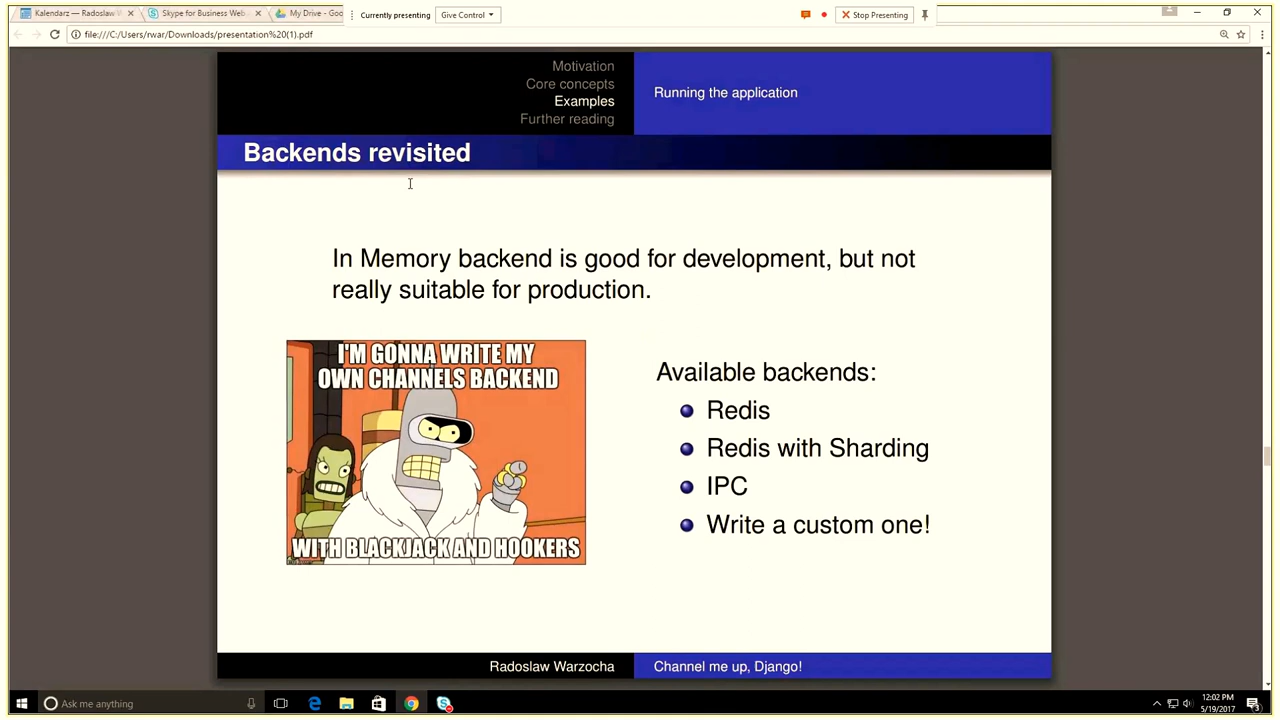 Kalendarz — Radoslaw W
Skype for Business Web
My Drive - Goo
Currently presenting
Give Control
Stop Presenting
file:///C:/Users/rwar/Downloads/presentation%20(1).pdf
Motivation
Core concepts
Examples
Further reading
Running the application
Backends revisited
In Memory backend is good for development, but not
really suitable for production.
I'M GONNA WRITE MY
OWN CHANNELS BACKEND
WITH BLACKJACK AND HOOKERS
Available backends:
Redis
Redis with Sharding
IPC
Write a custom one!
Radoslaw Warzocha
Channel me up, Django!
Ask me anything
12:02 PM
5/19/2017